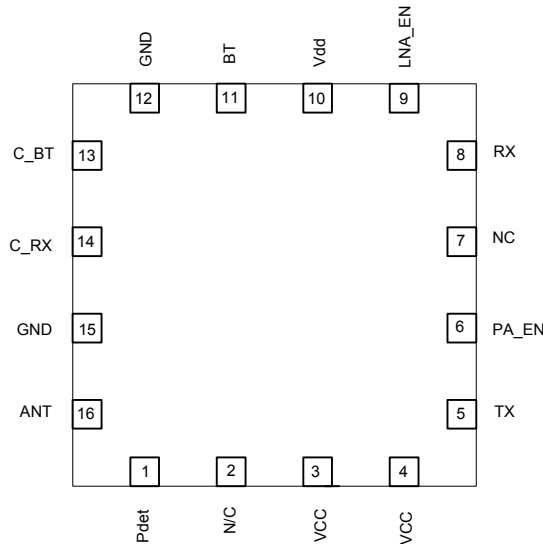 GND
BT
Vdd
LNA_EN
12
11
10
9
C_BT
13
8
RX
C_RX
14
7
NC
GND
15
6
PA_EN
ANT
16
5
TX
1
2
3
4
Pdet
N/C
VCC
VCC